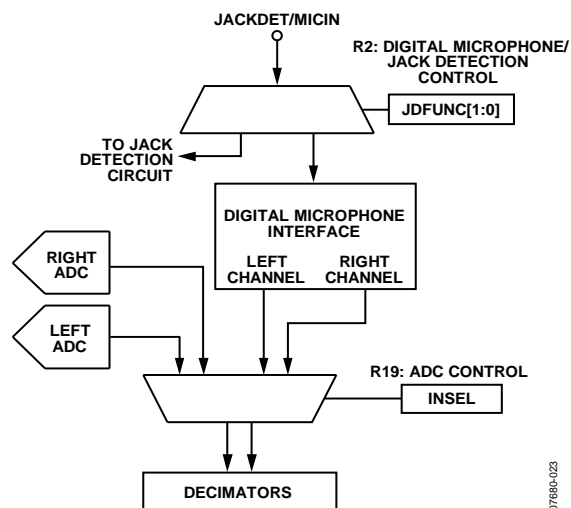 JACKDET/MICIN
R2: DIGITAL MICROPHONE/
JACK DETECTION
CONTROL
JDFUNC[1:0]
TO JACK
DETECTION
CIRCUIT
DIGITAL MICROPHONE
INTERFACE
LEFT
CHANNEL
RIGHT
CHANNEL
RIGHT
ADC
LEFT
ADC
R19: ADC CONTROL
INSEL
DECIMATORS
07680-023